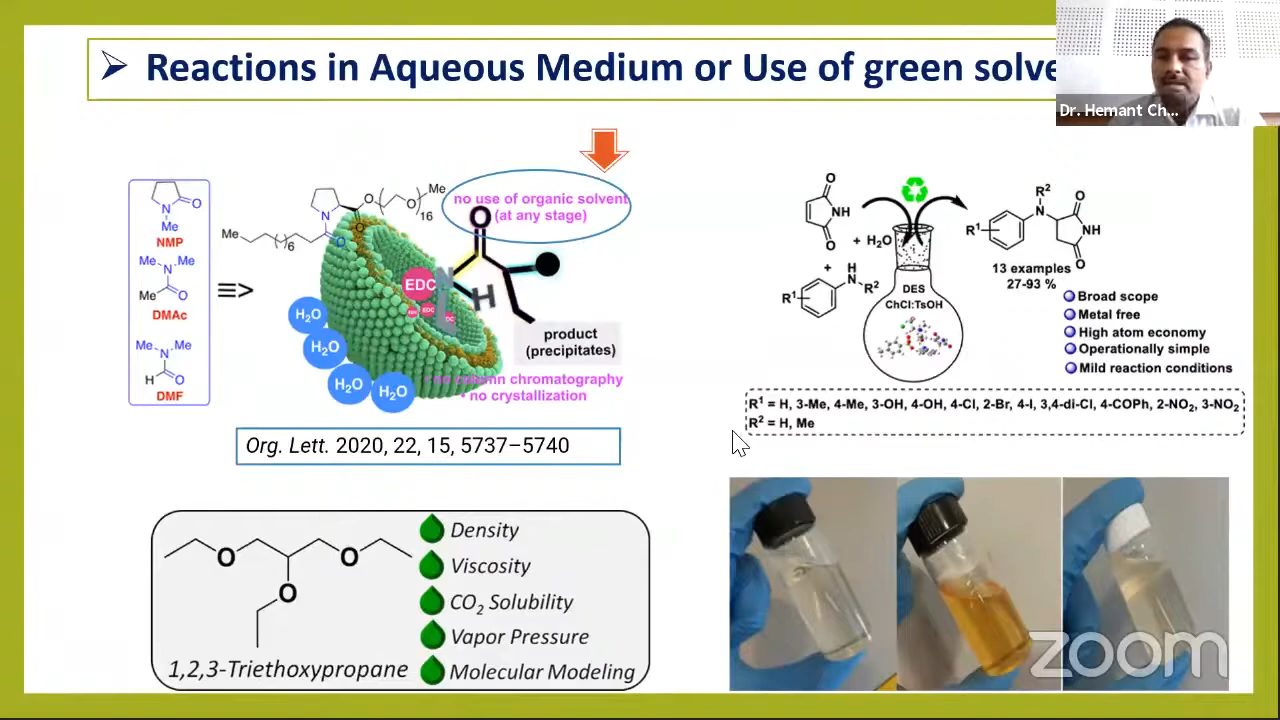 Reactions in Aqueous Medium or Use of green solve
Dr. Hemant Ch...
N
O
Me
NMP
Me
Me
N
Me
O
DMAc
Me
Me
N
H
O
DMF
Me
6
N
O
O
O
O
16
Me
no use of organic solvent
(at any stage)
EDC
EDC
O
N
H
H₂O
H₂O
H₂O
H₂O
product
(precipitates)
• no column chromatography
• no crystallization
Org. Lett. 2020, 22, 15, 5737–5740
O
NH
O
+ H₂O
+
R¹
H
N
R²
DES
ChCl:TsOH
R¹
R²
N
O
NH
O
13 examples
27-93 %
Broad scope
Metal free
High atom economy
Operationally simple
Mild reaction conditions
R¹ = H, 3-Me, 4-Me, 3-OH, 4-OH, 4-Cl, 2-Br, 4-I, 3,4-di-Cl, 4-COPh, 2-NO₂, 3-NO₂
R² = H, Me
O
O
O
1,2,3-Triethoxypropane
Density
Viscosity
CO₂ Solubility
Vapor Pressure
Molecular Modeling
zoom